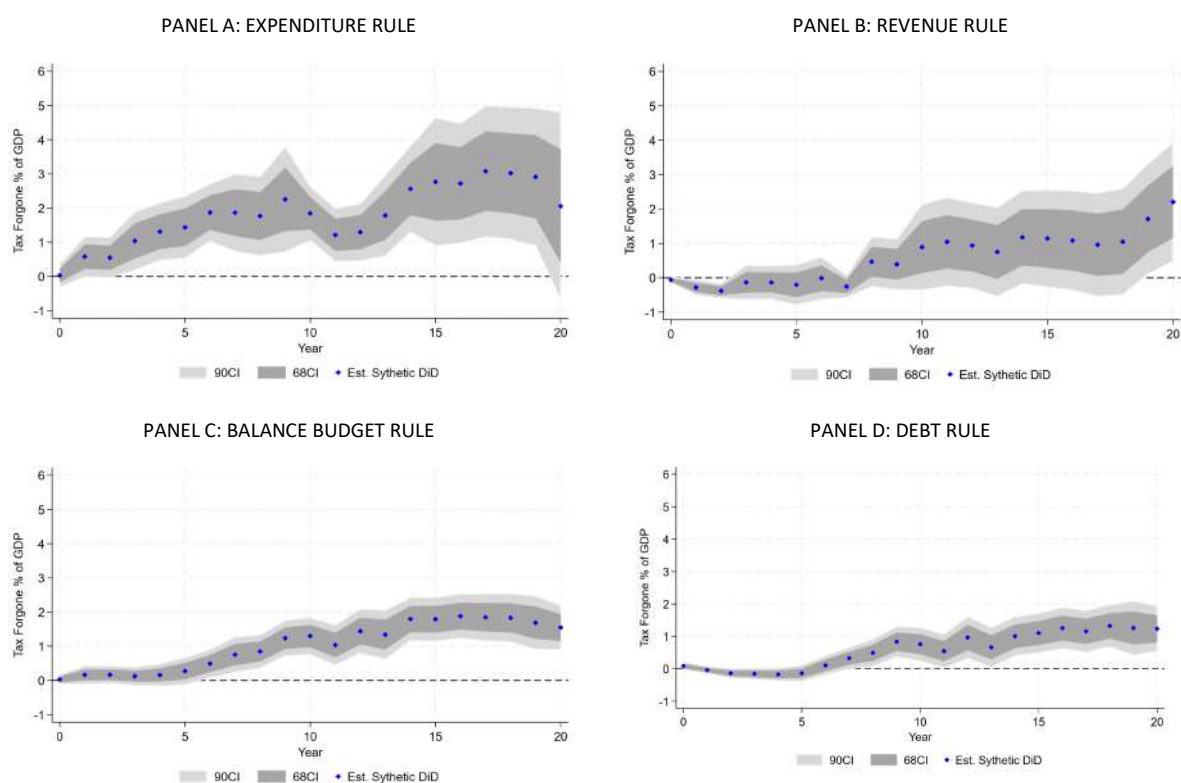 PANEL A: EXPENDITURE RULE
Tax Forgone % of GDP
6
5
4
3
2
1
0
-1
0 5 10 15 20
Year
90CI 68CI Est. Sythetic DiD
PANEL B: REVENUE RULE
Tax Forgone % of GDP
6
5
4
3
2
1
0
-1
0 5 10 15 20
Year
90CI 68CI Est. Sythetic DiD
PANEL C: BALANCE BUDGET RULE
Tax Forgone % of GDP
6
5
4
3
2
1
0
-1
0 5 10 15 20
Year
90CI 68CI Est. Sythetic DiD
PANEL D: DEBT RULE
Tax Forgone % of GDP
6
5
4
3
2
1
0
-1
0 5 10 15 20
Year
90CI 68CI Est. Sythetic DiD